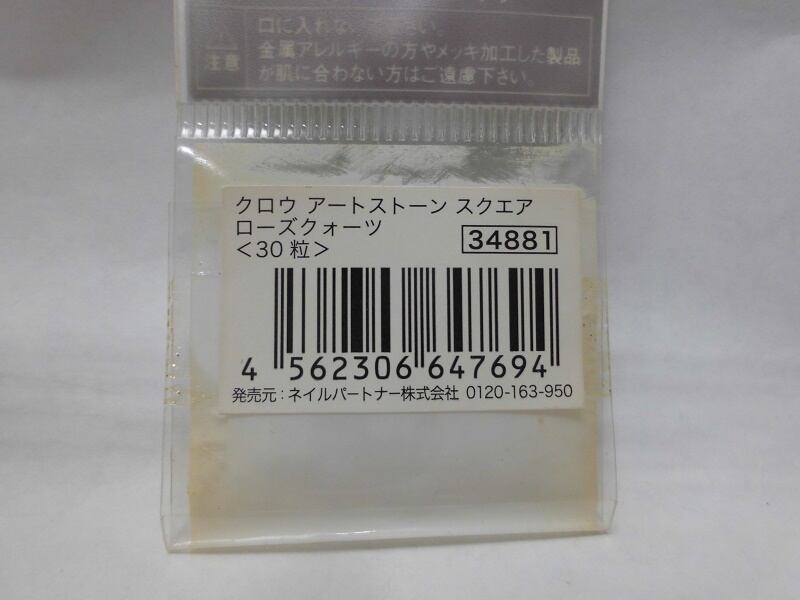 口に入れな
さい。
注意
金属アレルギーの方やメッキ加工した製品
が肌に合わない方はご遠慮下さい。
クロウ アートストーン スクエア
ローズクォーツ
<30粒>
34881
4 562306 647694
発売元:ネイルパートナー株式会社 0120-163-950